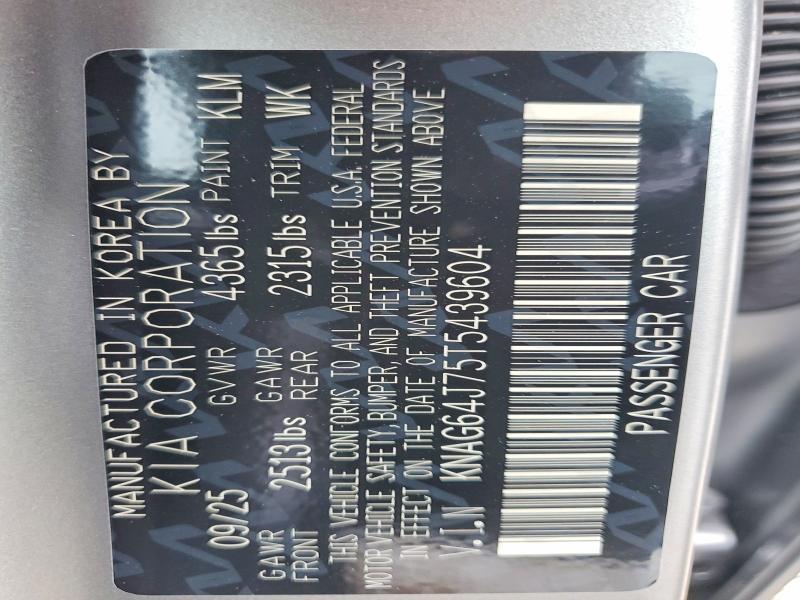 MANUFACTURED IN KOREA BY
KIA CORPORATION
09/25 GVWR 4365lbs PAINT KLM
GAWR FRONT 2513lbs GAWR REAR 2315lbs TRIM WK
THIS VEHICLE CONFORMS TO ALL APPLICABLE U.S.A. FEDERAL
MOTOR VEHICLE SAFETY, BUMPER, AND THEFT PREVENTION STANDARDS
IN EFFECT ON THE DATE OF MANUFACTURE SHOWN ABOVE
V.I.N KNAG64J75T5439604
PASSENGER CAR